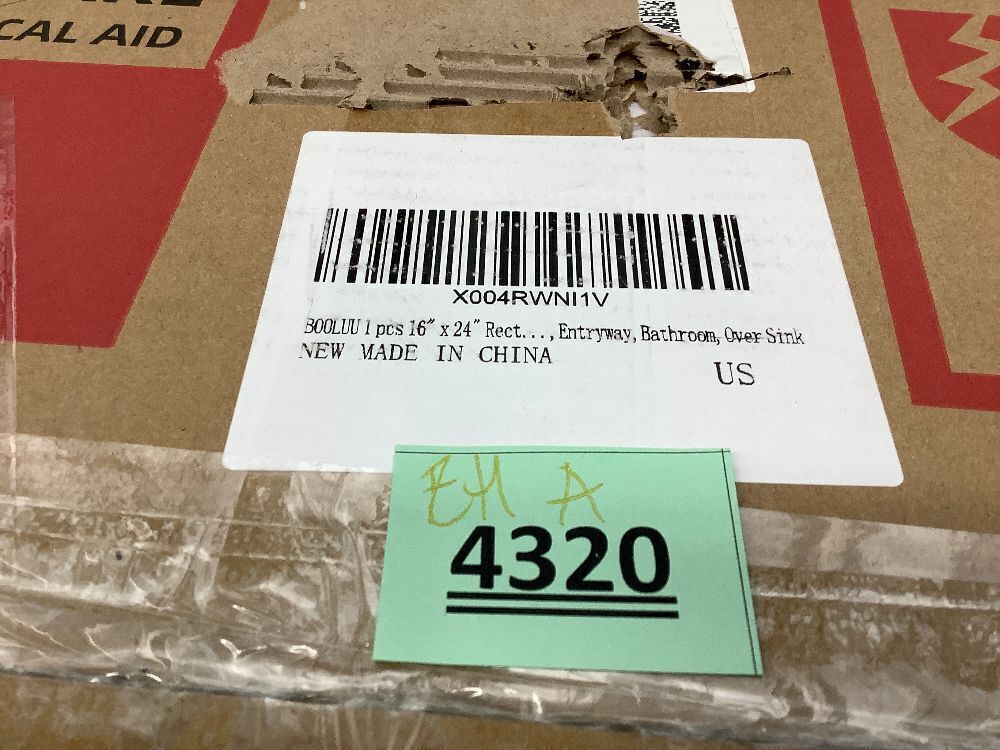 CAL AID
X004RWNI1V
BOOLUU 1 pcs 16" x 24" Rect..., Entryway, Bathroom, Over Sink
NEW MADE IN CHINA
US
EH A
4320